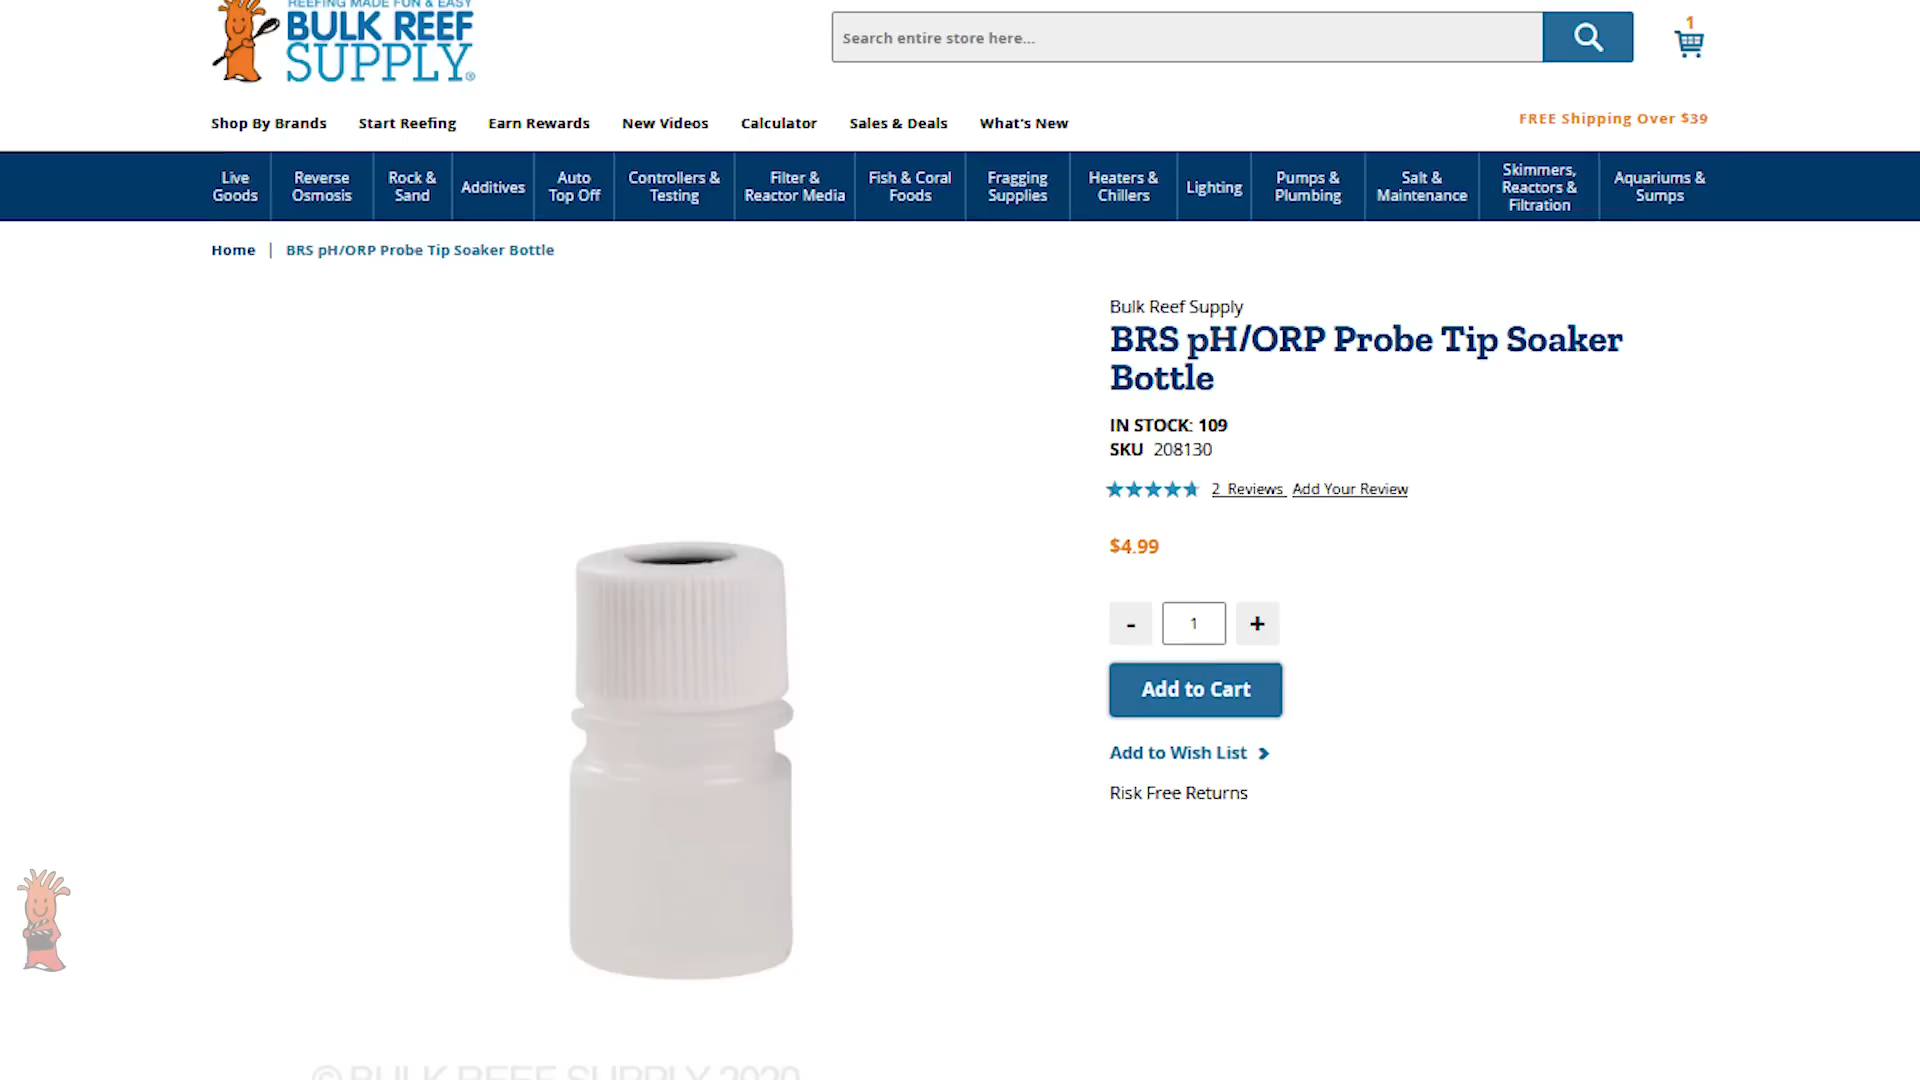 REEFING MADE FUN & EASY
BULK REEF
SUPPLY®
Search entire store here...
1
Shop By Brands
Start Reefing
Earn Rewards
New Videos
Calculator
Sales & Deals
What's New
FREE Shipping Over $39
Live
Goods
Reverse
Osmosis
Rock &
Sand
Additives
Auto
Top Off
Controllers &
Testing
Filter &
Reactor Media
Fish & Coral
Foods
Fragging
Supplies
Heaters &
Chillers
Lighting
Pumps &
Plumbing
Salt &
Maintenance
Skimmers,
Reactors &
Filtration
Aquariums &
Sumps
Home | BRS pH/ORP Probe Tip Soaker Bottle
Bulk Reef Supply
BRS pH/ORP Probe Tip Soaker
Bottle
IN STOCK: 109
SKU 208130
2 Reviews Add Your Review
$4.99
- 1 +
Add to Cart
Add to Wish List
Risk Free Returns
© BULK REEF SUPPLY 2020